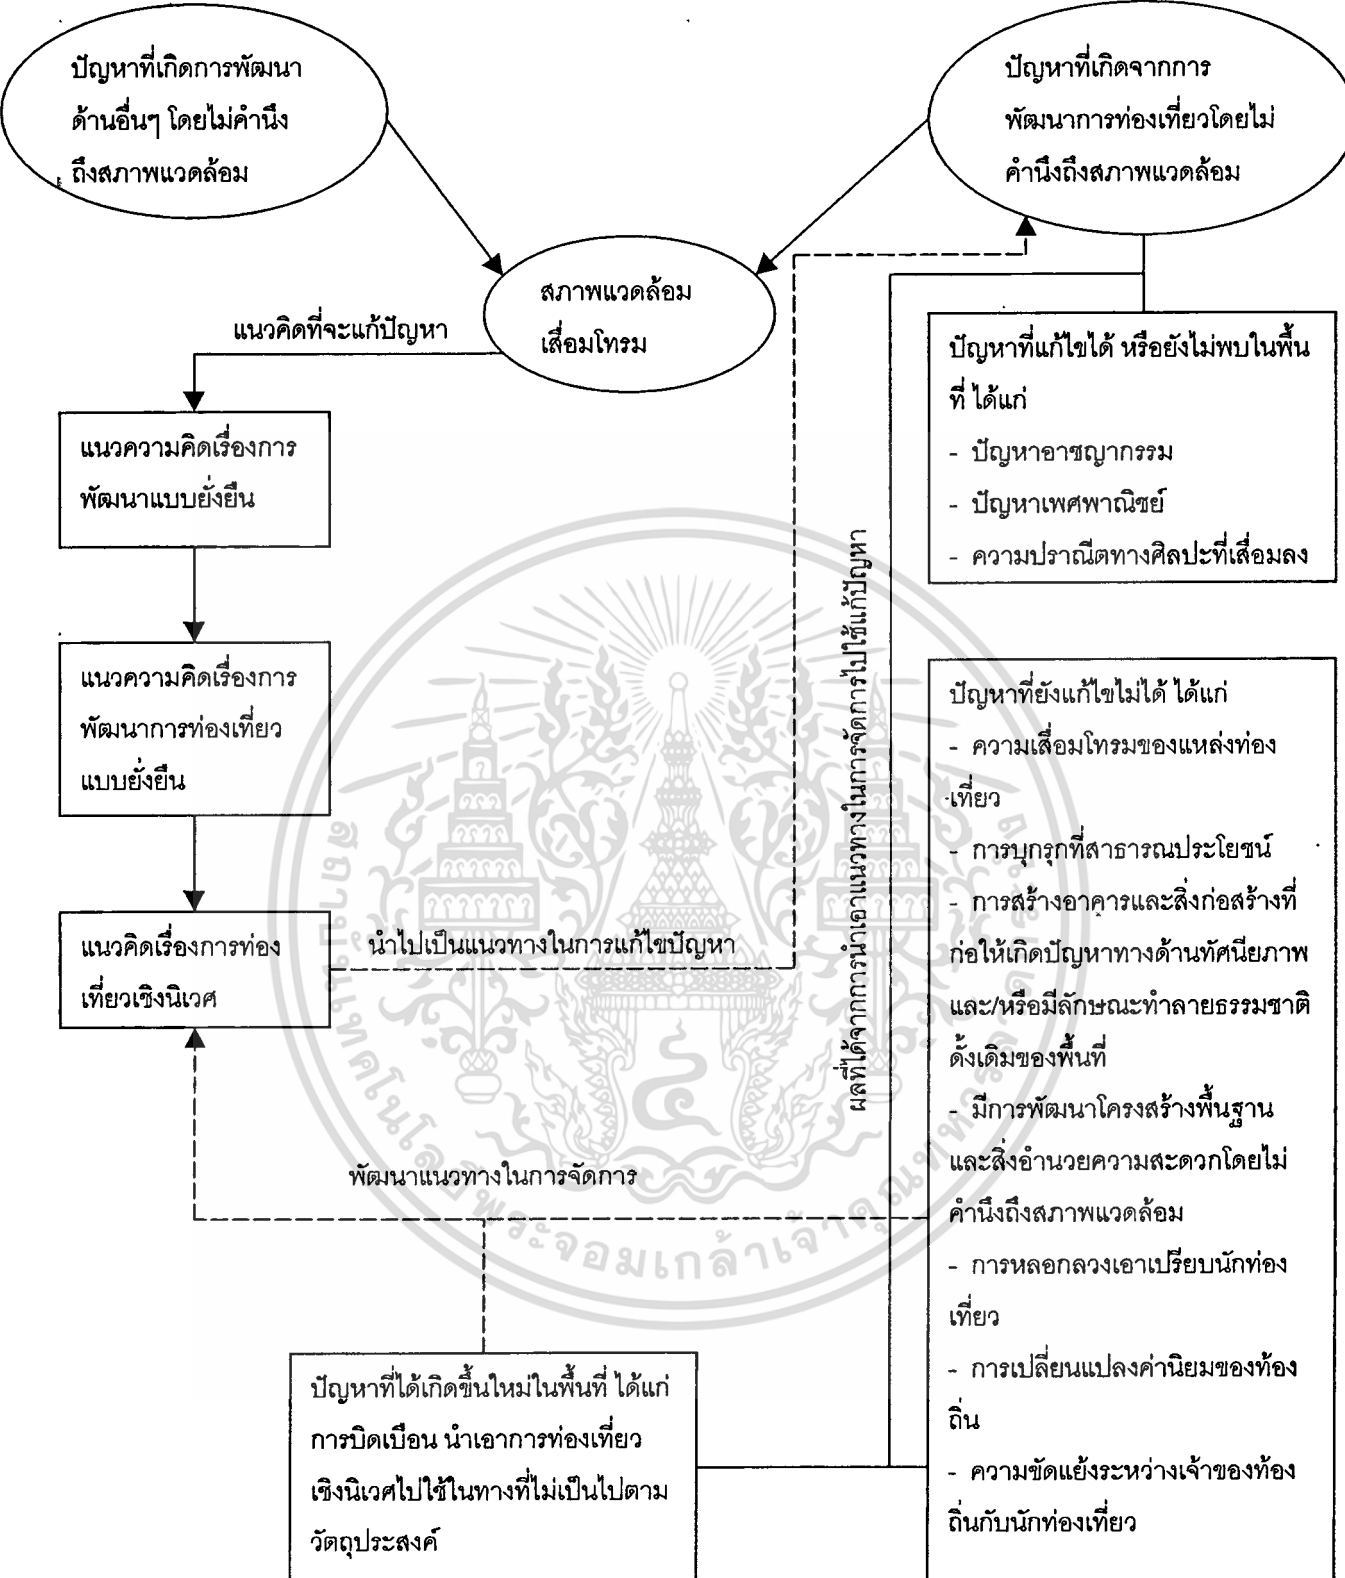 ปัญหาที่เกิดการพัฒนา
ด้านอื่นๆ โดยไม่คำนึง
ถึงสภาพแวดล้อม
ปัญหาที่เกิดจากการ
พัฒนาการท่องเที่ยวโดยไม่
คำนึงถึงสภาพแวดล้อม
สภาพแวดล้อม
เสื่อมโทรม
แนวคิดที่จะแก้ปัญหา
แนวความคิดเรื่องการ
พัฒนาแบบยั่งยืน
แนวความคิดเรื่องการ
พัฒนาการท่องเที่ยว
แบบยั่งยืน
แนวคิดเรื่องการท่อง
เที่ยวเชิงนิเวศ
นำไปเป็นแนวทางในการแก้ไขปัญหา
ผลที่ได้จากการนำเอาแนวทางในการจัดการไปใช้แก้ปัญหา
ปัญหาที่แก้ไขได้ หรือยังไม่พบในพื้น
ที่ ได้แก่
- ปัญหาอาชญากรรม
- ปัญหาเพศพาณิชย์
- ความปราณีตทางศิลปะที่เสื่อมลง
ปัญหาที่ยังแก้ไขไม่ได้ ได้แก่
- ความเสื่อมโทรมของแหล่งท่อง
เที่ยว
- การบุกรุกที่สาธารณประโยชน์
- การสร้างอาคารและสิ่งก่อสร้างที่
ก่อให้เกิดปัญหาทางด้านทัศนียภาพ
และ/หรือมีลักษณะทำลายธรรมชาติ
ดั้งเดิมของพื้นที่
- มีการพัฒนาโครงสร้างพื้นฐาน
และสิ่งอำนวยความสะดวกโดยไม่
คำนึงถึงสภาพแวดล้อม
- การหลอกลวงเอาเปรียบนักท่อง
เที่ยว
- การเปลี่ยนแปลงค่านิยมของท้อง
ถิ่น
- ความขัดแย้งระหว่างเจ้าของท้อง
ถิ่นกับนักท่องเที่ยว
พัฒนาแนวทางในการจัดการ
ปัญหาที่ได้เกิดขึ้นใหม่ในพื้นที่ ได้แก่
การบิดเบือน นำเอาการท่องเที่ยว
เชิงนิเวศไปใช้ในทางที่ไม่เป็นไปตาม
วัตถุประสงค์
สถาบันเทคโนโลยีพระจอมเกล้าเจ้าคุณทหารลาดกระบัง